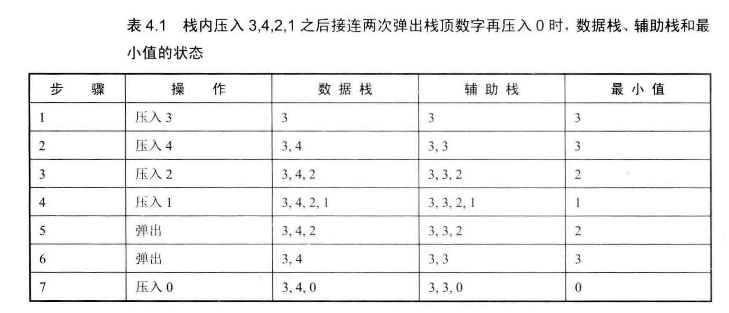 表 4.1 栈内压入 3,4,2,1 之后接连两次弹出栈顶数字再压入 0 时，数据栈、辅助栈和最
小值的状态
步 骤 操 作 数 据 栈 辅 助 栈 最 小 值
1 压入 3 3 3 3
2 压入 4 3, 4 3, 3 3
3 压入 2 3, 4, 2 3, 3, 2 2
4 压入 1 3, 4, 2, 1 3, 3, 2, 1 1
5 弹出 3, 4, 2 3, 3, 2 2
6 弹出 3, 4 3, 3 3
7 压入 0 3, 4, 0 3, 3, 0 0